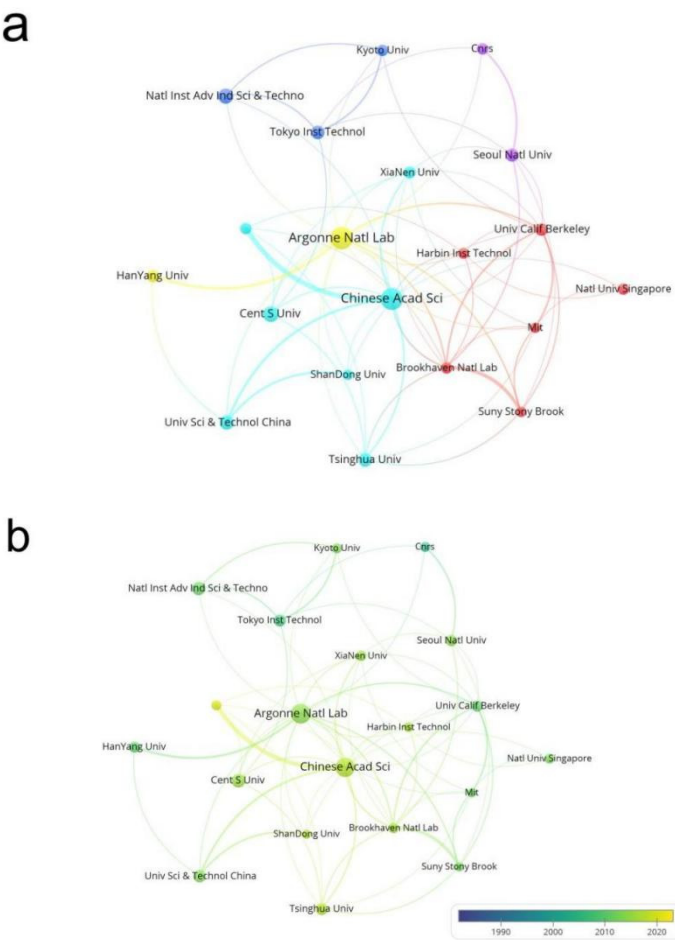 a
Kyoto Univ
Cnrs
Natl Inst Adv Ind Sci & Techno
Tokyo Inst Technol
Seoul Natl Univ
XiaNen Univ
Univ Calif Berkeley
Argonne Natl Lab
Harbin Inst Technol
HanYang Univ
Natl Univ Singapore
Chinese Acad Sci
Cent S Univ
Mit
Brookhaven Natl Lab
ShanDong Univ
Suny Stony Brook
Univ Sci & Technol China
Tsinghua Univ
b
Kyoto Univ
Cnrs
Natl Inst Adv Ind Sci & Techno
Tokyo Inst Technol
Seoul Natl Univ
XiaNen Univ
Univ Calif Berkeley
Argonne Natl Lab
Harbin Inst Technol
HanYang Univ
Natl Univ Singapore
Chinese Acad Sci
Cent S Univ
Mit
Brookhaven Natl Lab
ShanDong Univ
Suny Stony Brook
Univ Sci & Technol China
Tsinghua Univ
1990 2000 2010 2020